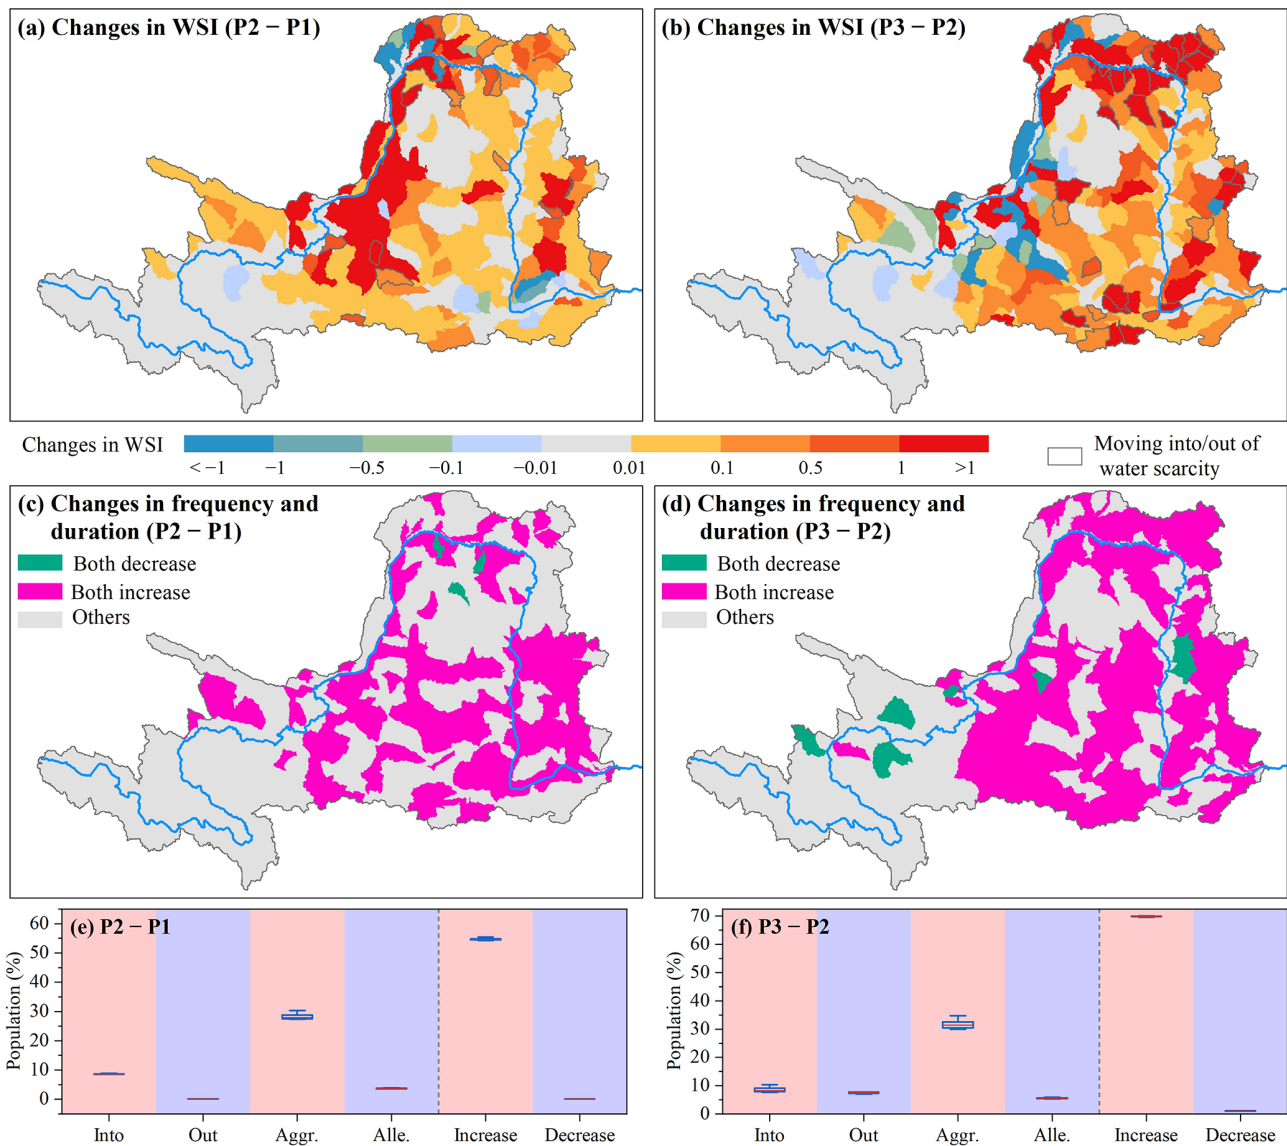 (a) Changes in WSI (P2 − P1)
(b) Changes in WSI (P3 − P2)
Changes in WSI
< −1
−1
−0.5
−0.1
−0.01
0.01
0.1
0.5
1
>1
Moving into/out of
water scarcity
(c) Changes in frequency and
duration (P2 − P1)
Both decrease
Both increase
Others
(d) Changes in frequency and
duration (P3 − P2)
Both decrease
Both increase
Others
(e) P2 − P1
Population (%)
60
50
40
30
20
10
0
Into
Out
Aggr.
Alle.
Increase
Decrease
(f) P3 − P2
Population (%)
70
60
50
40
30
20
10
0
Into
Out
Aggr.
Alle.
Increase
Decrease